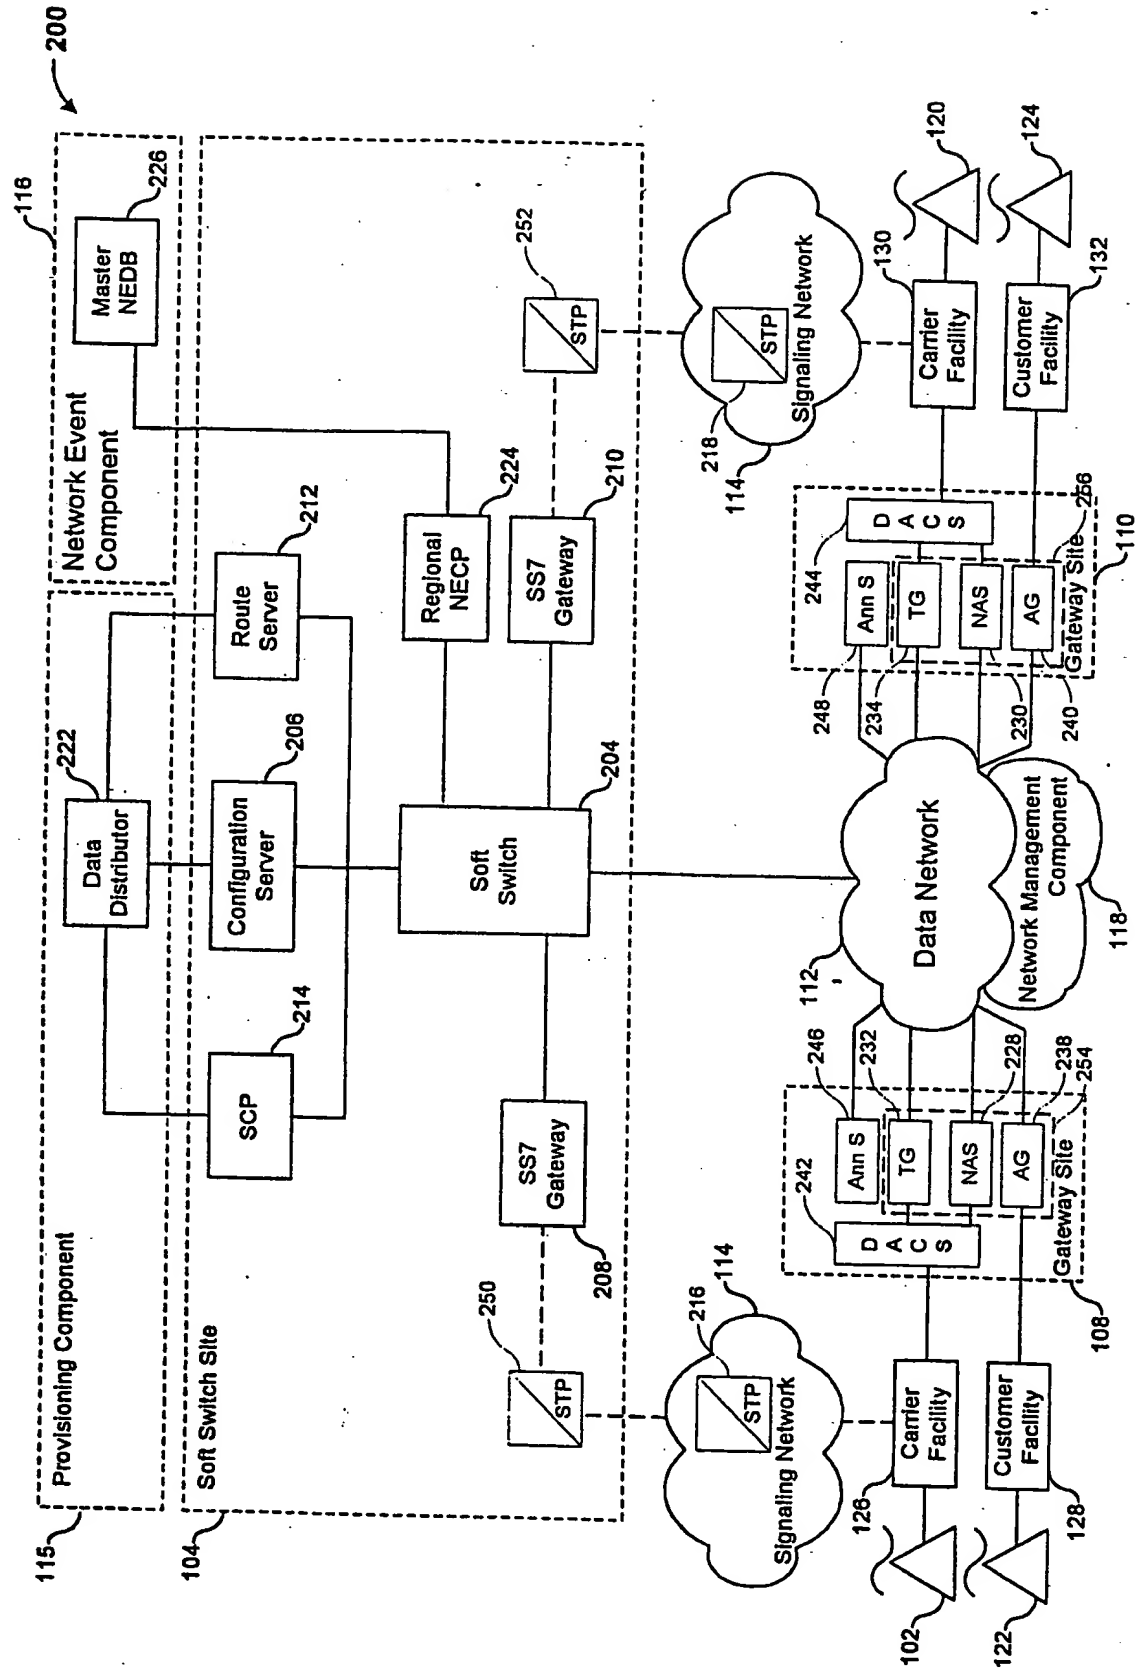 200
116
Master
NEDB
226
Network Event
Component
Provisioning Component
115
Data
Distributor
222
Soft Switch Site
104
SCP
214
Configuration
Server
206
Route
Server
212
Soft
Switch
204
Regional
NECP
224
SS7
Gateway
208
SS7
Gateway
210
STP
250
STP
252
STP
216
Signaling Network
114
STP
218
Signaling Network
114
Data Network
112
Network Management
Component
118
Ann S
246
TG
232
NAS
228
AG
238
254
Gateway Site
D
A
C
S
242
108
Ann S
248
TG
234
NAS
230
AG
240
256
Gateway Site
D
A
C
S
244
110
Carrier
Facility
126
Customer
Facility
128
102
122
Carrier
Facility
130
Customer
Facility
132
120
124